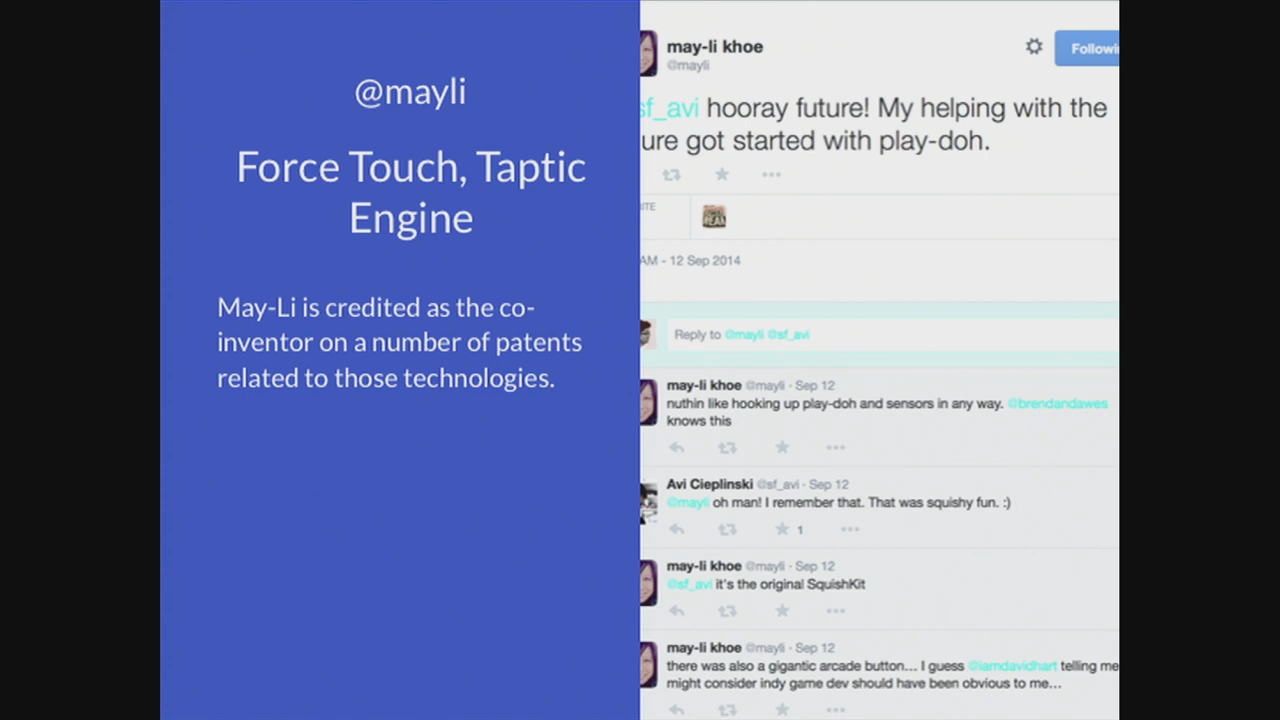 @mayli
Force Touch, Taptic
Engine
May-Li is credited as the co-
inventor on a number of patents
related to those technologies.
may-li khoe
@mayli
Followin
sf_avi hooray future! My helping with the
ure got started with play-doh.
AM - 12 Sep 2014
Reply to @mayli @sf_avi
may-li khoe @mayli · Sep 12
nuthin like hooking up play-doh and sensors in any way. @brendandawes
knows this
Avi Cieplinski @sf_avi · Sep 12
@mayli oh man! I remember that. That was squishy fun. :)
1
may-li khoe @mayli · Sep 12
@sf_avi it's the original SquishKit
may-li khoe @mayli · Sep 12
there was also a gigantic arcade button... I guess @iamdavidhart telling me
might consider indy game dev should have been obvious to me...